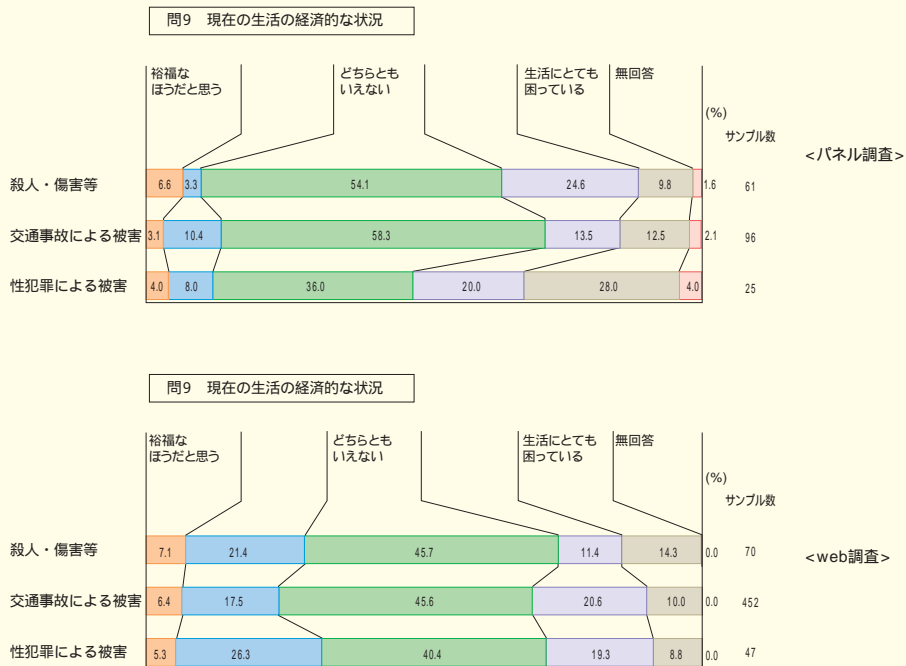 問9 現在の生活の経済的な状況
裕福な
ほうだと思う
どちらとも
いえない
生活にとても
困っている
無回答
(%)
サンプル数
<パネル調査>
殺人・傷害等 6.6 3.3 54.1 24.6 9.8 1.6 61
交通事故による被害 3.1 10.4 58.3 13.5 12.5 2.1 96
性犯罪による被害 4.0 8.0 36.0 20.0 28.0 4.0 25
問9 現在の生活の経済的な状況
裕福な
ほうだと思う
どちらとも
いえない
生活にとても
困っている
無回答
(%)
サンプル数
殺人・傷害等 7.1 21.4 45.7 11.4 14.3 0.0 70
<web調査>
交通事故による被害 6.4 17.5 45.6 20.6 10.0 0.0 452
性犯罪による被害 5.3 26.3 40.4 19.3 8.8 0.0 47